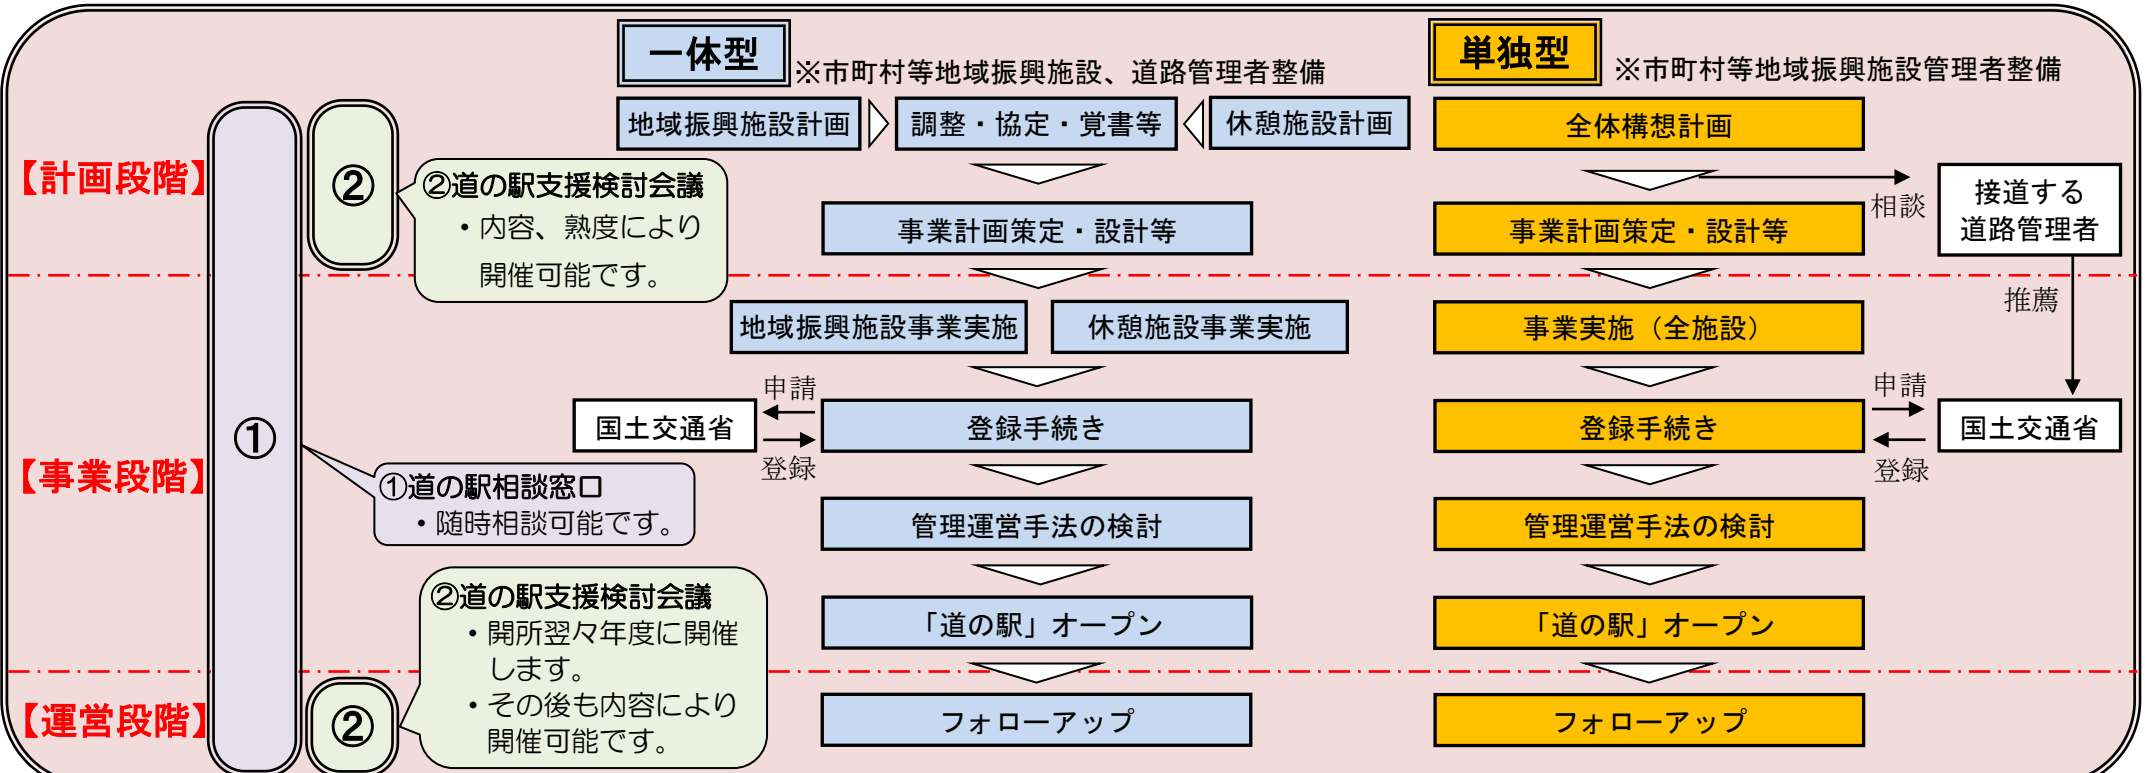 一体型
※市町村等地域振興施設、道路管理者整備
単独型
※市町村等地域振興施設管理者整備
【計画段階】
②
②道の駅支援検討会議
・内容、熟度により
開催可能です。
地域振興施設計画
調整・協定・覚書等
休憩施設計画
全体構想計画
事業計画策定・設計等
事業計画策定・設計等
相談
接道する
道路管理者
推薦
【事業段階】
①
①道の駅相談窓口
・随時相談可能です。
地域振興施設事業実施
休憩施設事業実施
事業実施（全施設）
国土交通省
申請
登録
登録手続き
登録手続き
申請
登録
国土交通省
管理運営手法の検討
管理運営手法の検討
「道の駅」オープン
「道の駅」オープン
【運営段階】
②
②道の駅支援検討会議
・開所翌々年度に開催
します。
・その後も内容により
開催可能です。
フォローアップ
フォローアップ